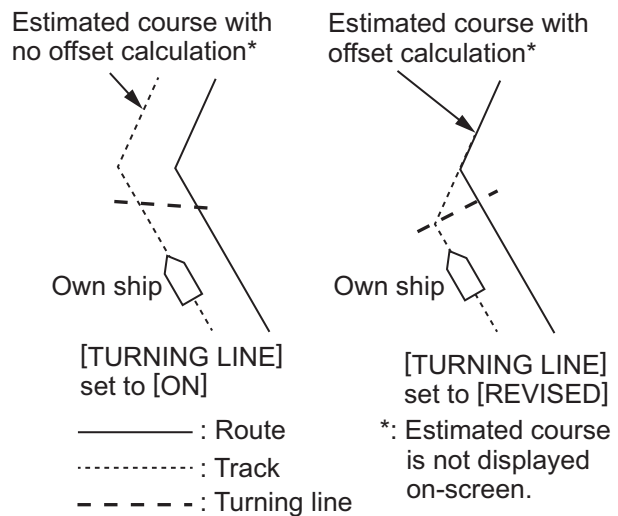 Estimated course with
no offset calculation*
Estimated course with
offset calculation*
Own ship
Own ship
[TURNING LINE]
set to [ON]
[TURNING LINE]
set to [REVISED]
: Route
: Track
: Turning line
*: Estimated course
is not displayed
on-screen.